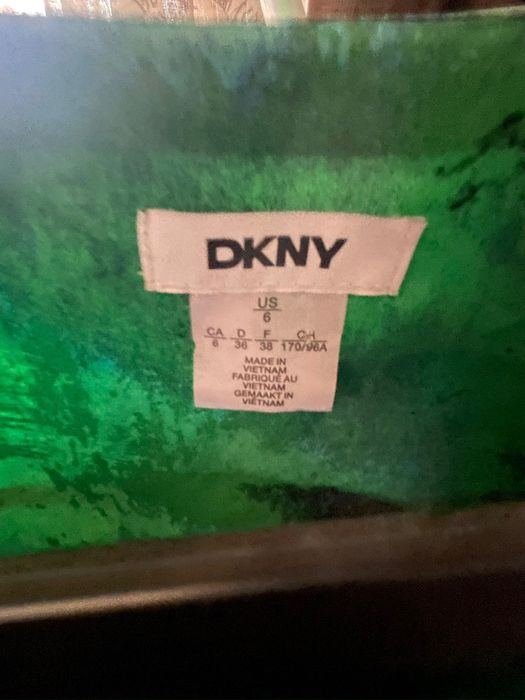 DKNY
US
6
CA D F CH
6 36 38 170/96A
MADE IN
VIETNAM
FABRIQUÉ AU
VIETNAM
GEMAAKT IN
VIETNAM